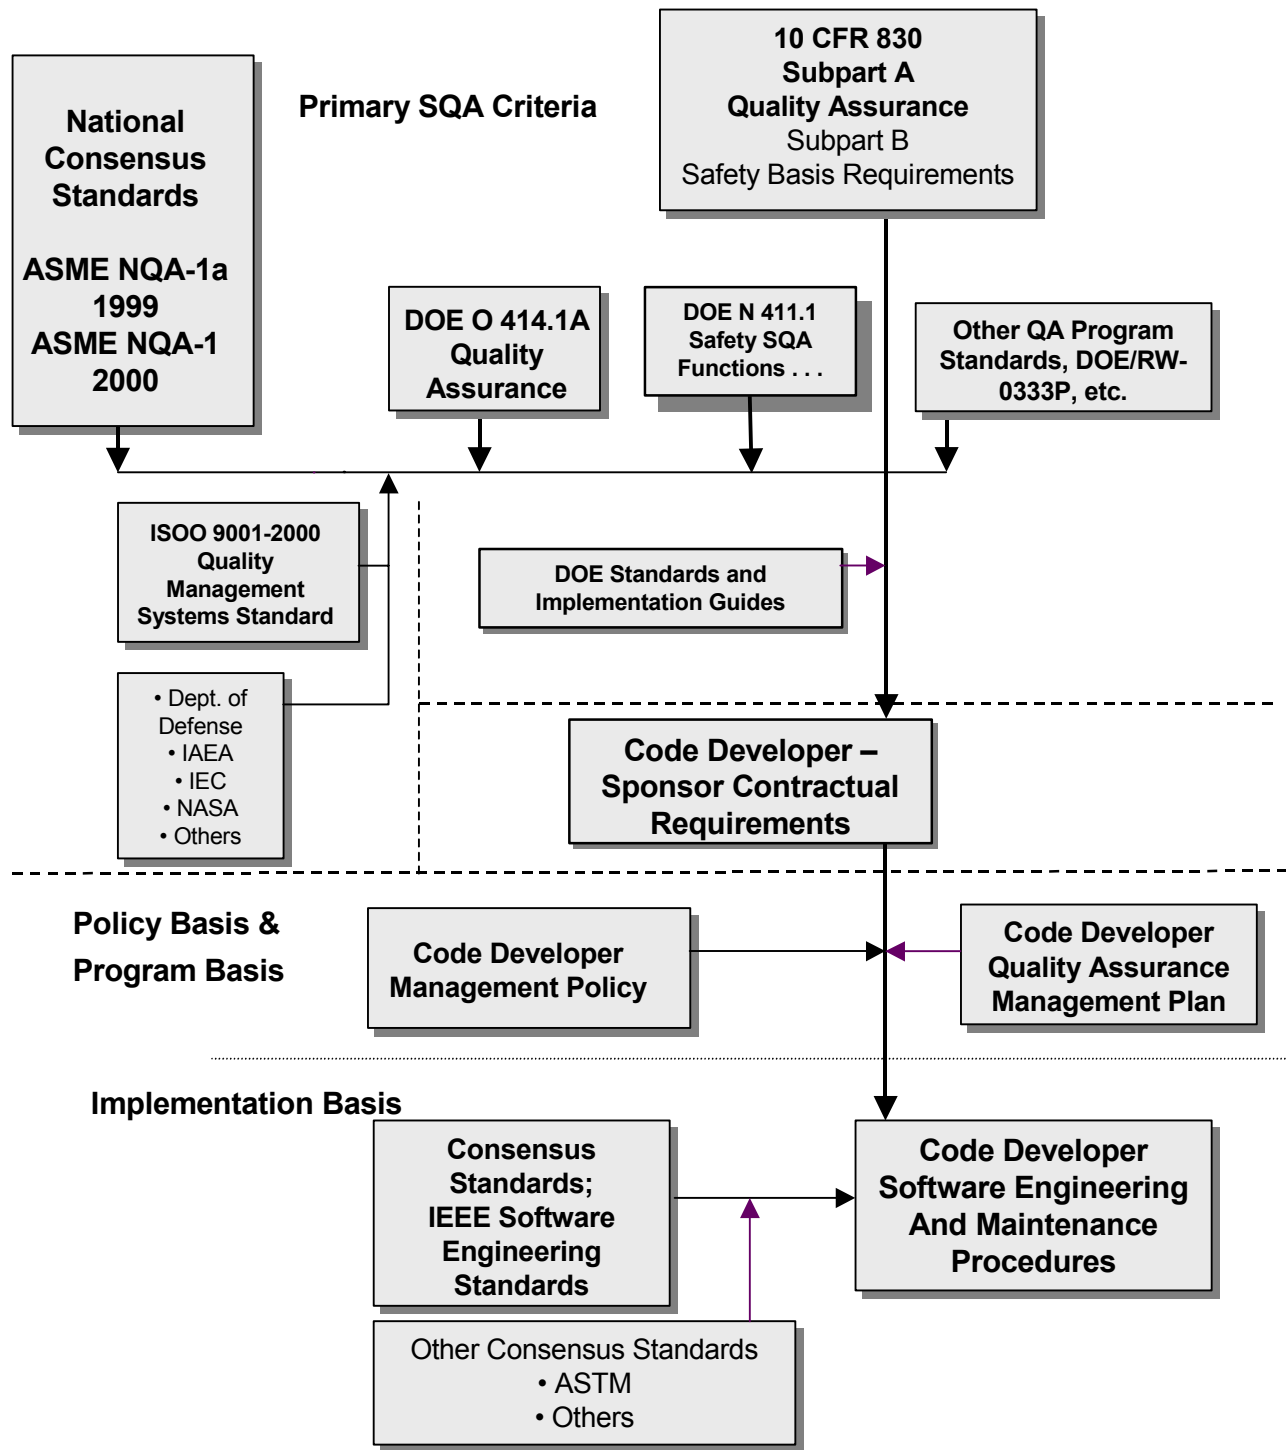 10 CFR 830
Subpart A
Quality Assurance
Subpart B
Safety Basis Requirements
Primary SQA Criteria
National
Consensus
Standards
ASME NQA-1a
1999
ASME NQA-1
2000
DOE O 414.1A
Quality
Assurance
DOE N 411.1
Safety SQA
Functions . . .
Other QA Program
Standards, DOE/RW-
0333P, etc.
ISOO 9001-2000
Quality
Management
Systems Standard
DOE Standards and
Implementation Guides
• Dept. of
Defense
• IAEA
• IEC
• NASA
• Others
Code Developer –
Sponsor Contractual
Requirements
Policy Basis &
Program Basis
Code Developer
Management Policy
Code Developer
Quality Assurance
Management Plan
Implementation Basis
Consensus
Standards;
IEEE Software
Engineering
Standards
Code Developer
Software Engineering
And Maintenance
Procedures
Other Consensus Standards
• ASTM
• Others